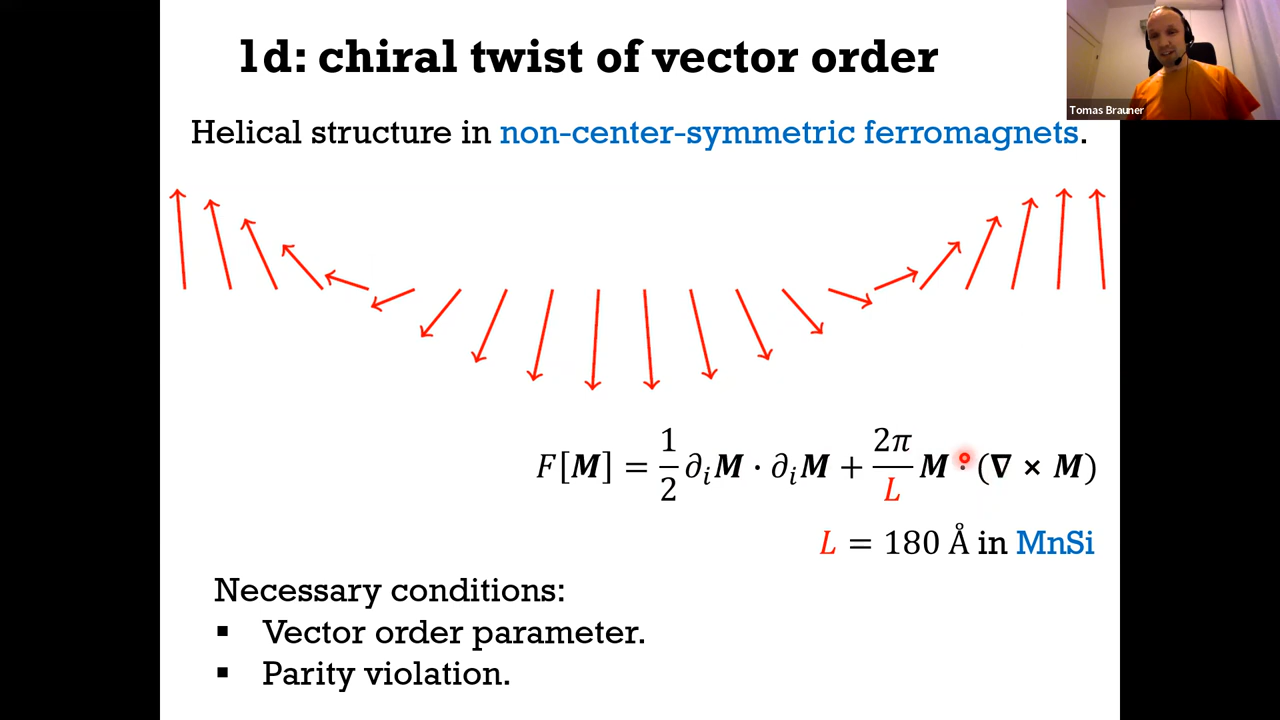 1d: chiral twist of vector order
Tomas Brauner
Helical structure in non-center-symmetric ferromagnets.
F[M] = 1/2 ∂ᵢM · ∂ᵢM + 2π/L M · (∇ × M)
L = 180 Å in MnSi
Necessary conditions:
▪ Vector order parameter.
▪ Parity violation.